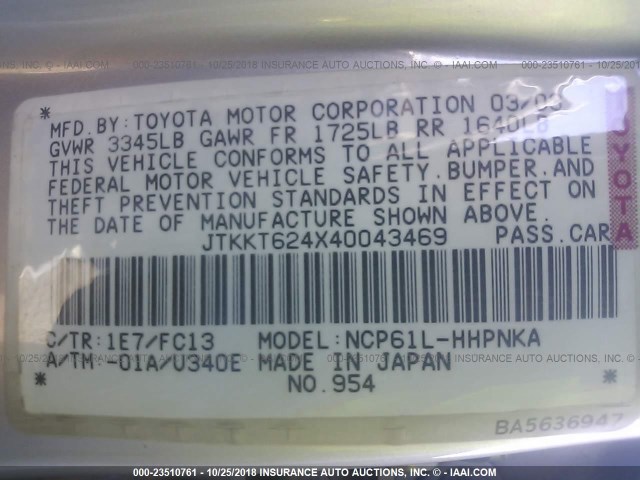 000-23510761 - 10/25/2018 INSURANCE AUTO AUCTIONS, INC. - © - IAAI.COM
MFD.BY:TOYOTA MOTOR CORPORATION
GVWR 3345LB GAWR FR 1725LB RR 1640LB
THIS VEHICLE CONFORMS TO ALL APPLICABLE
FEDERAL MOTOR VEHICLE SAFETY.BUMPER.AND
THEFT PREVENTION STANDARDS IN EFFECT ON
THE DATE OF MANUFACTURE SHOWN ABOVE.
JTKKT624X40043469 PASS.CAR
TOYOTA
C/TR:1E7/FC13 MODEL:NCP61L-HHPNKA
A/TM:-01A/U340E MADE IN JAPAN
NO.954
BA5636947
000-23510761 - 10/25/2018 INSURANCE AUTO AUCTIONS, INC. - © - IAAI.COM